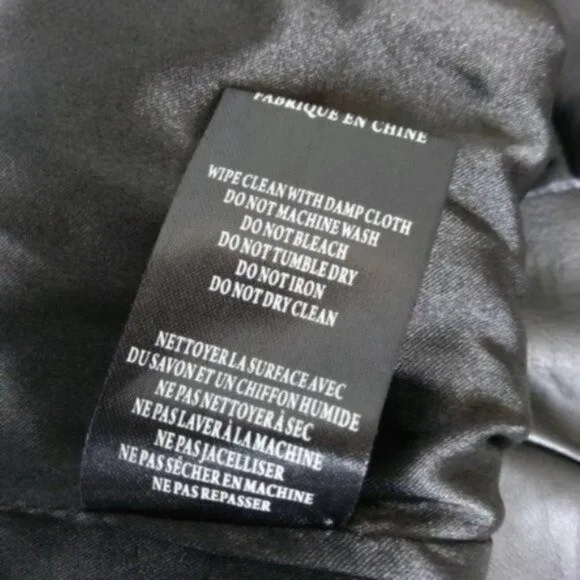 FABRIQUE EN CHINE
WIPE CLEAN WITH DAMP CLOTH
DO NOT MACHINE WASH
DO NOT BLEACH
DO NOT TUMBLE DRY
DO NOT IRON
DO NOT DRY CLEAN
NETTOYER LA SURFACE AVEC
DU SAVON ET UN CHIFFON HUMIDE
NE PAS NETTOYER À SEC
NE PAS LAVER À LA MACHINE
NE PAS JACELLISER
NE PAS SÉCHER EN MACHINE
NE PAS REPASSER